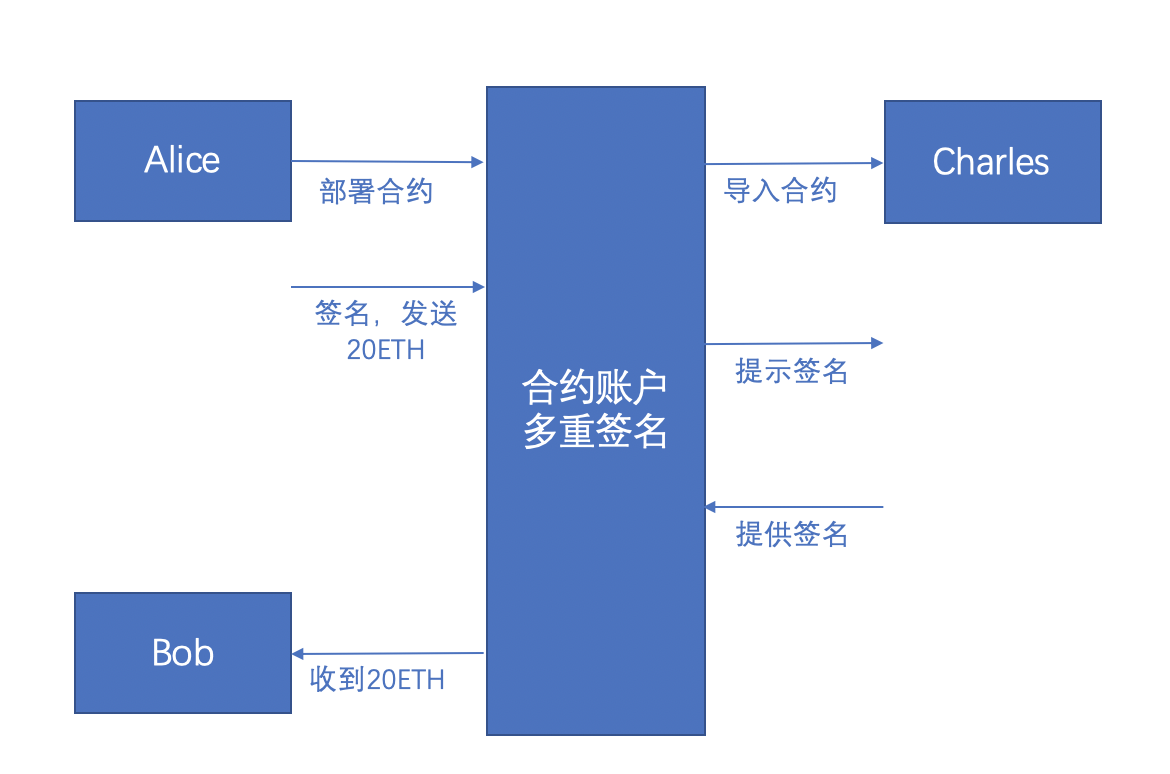 Alice
部署合约
导入合约
Charles
签名，发送
20ETH
提示签名
合约账户
多重签名
提供签名
Bob
收到20ETH